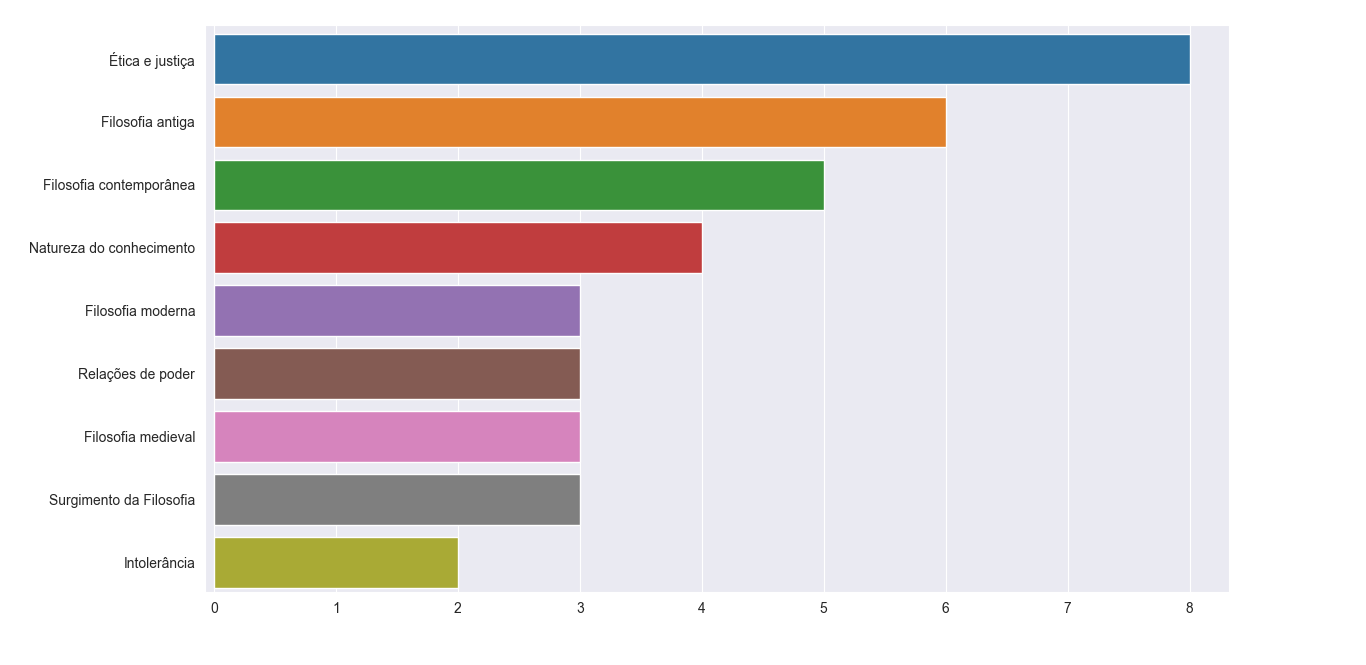 Ética e justiça
Filosofia antiga
Filosofia contemporânea
Natureza do conhecimento
Filosofia moderna
Relações de poder
Filosofia medieval
Surgimento da Filosofia
Intolerância
0 1 2 3 4 5 6 7 8